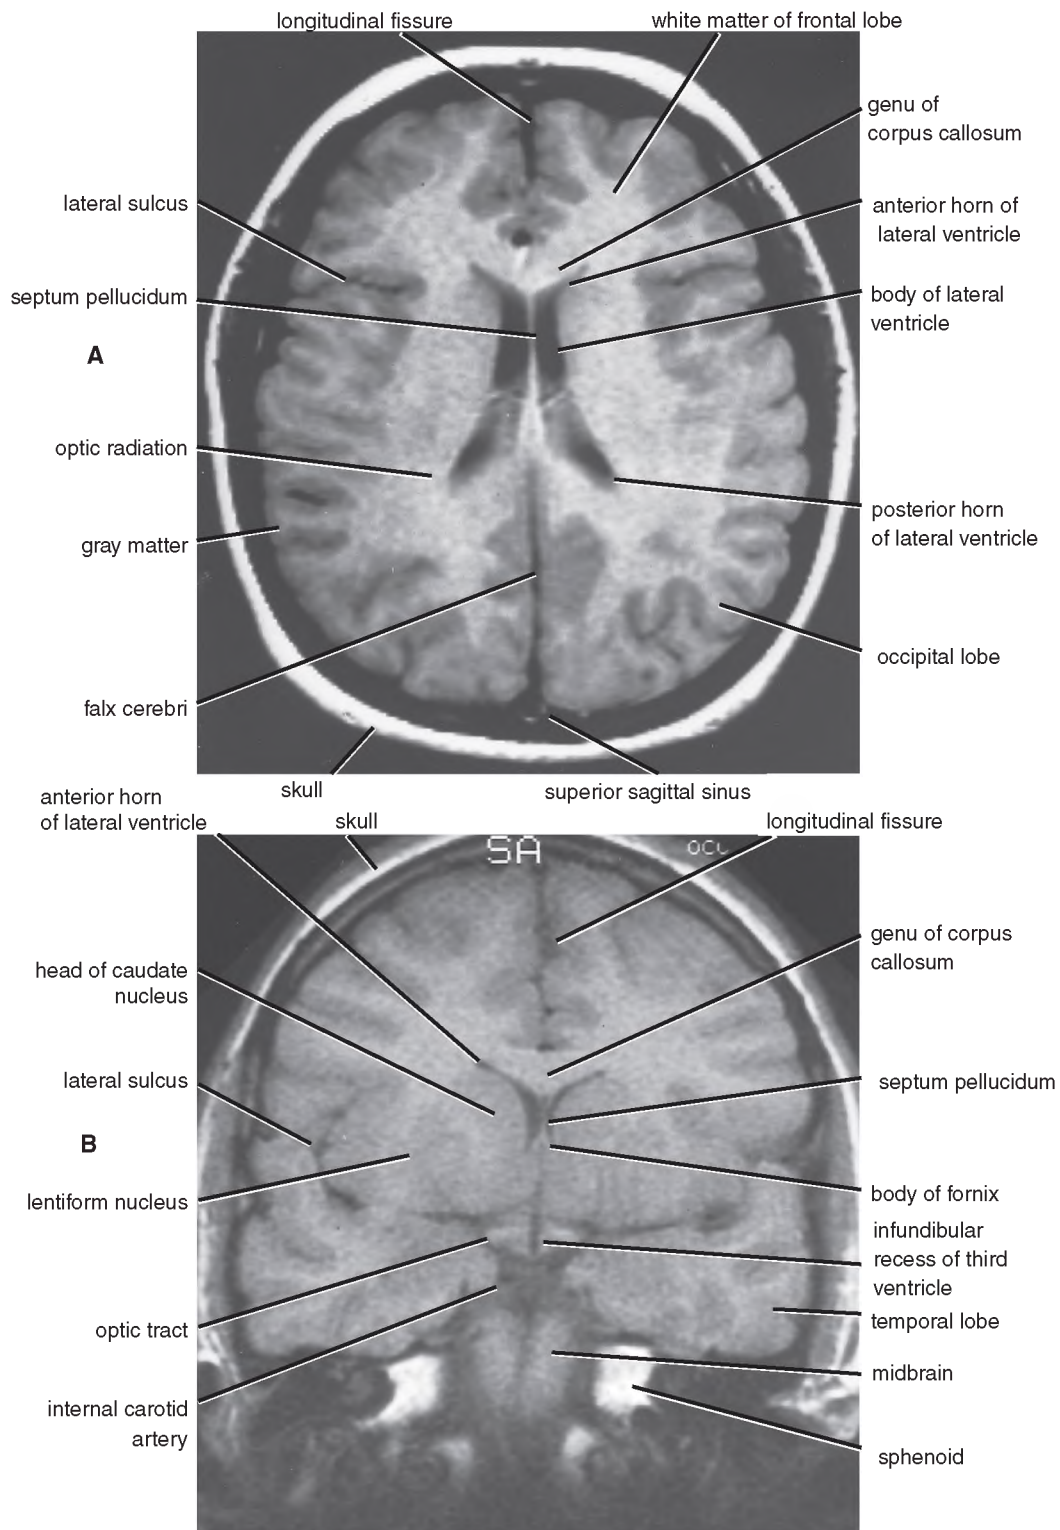 longitudinal fissure
white matter of frontal lobe
genu of
corpus callosum
lateral sulcus
anterior horn of
lateral ventricle
septum pellucidum
body of lateral
ventricle
A
optic radiation
posterior horn
of lateral ventricle
gray matter
occipital lobe
falx cerebri
skull
superior sagittal sinus
anterior horn
of lateral ventricle
skull
longitudinal fissure
SA
genu of corpus
callosum
head of caudate
nucleus
lateral sulcus
septum pellucidum
B
lentiform nucleus
body of fornix
infundibular
recess of third
ventricle
optic tract
temporal lobe
midbrain
internal carotid
artery
sphenoid